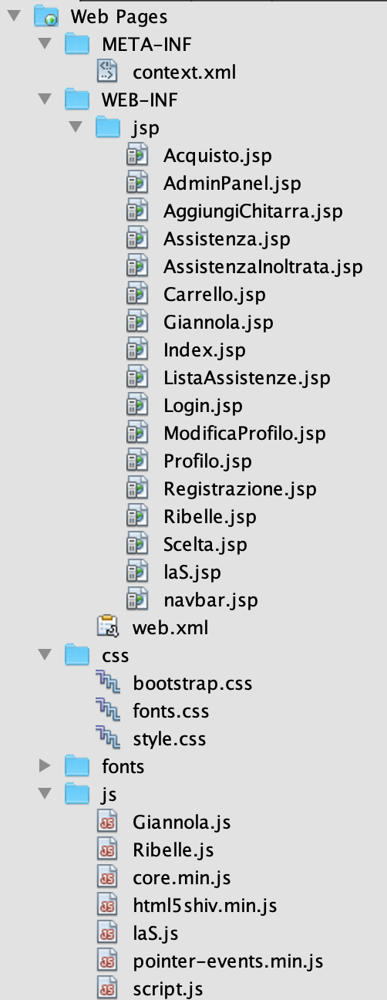 Web Pages
META-INF
context.xml
WEB-INF
jsp
Acquisto.jsp
AdminPanel.jsp
AggiungiChitarra.jsp
Assistenza.jsp
AssistenzaInoltrata.jsp
Carrello.jsp
Giannola.jsp
Index.jsp
ListaAssistenze.jsp
Login.jsp
ModificaProfilo.jsp
Profilo.jsp
Registrazione.jsp
Ribelle.jsp
Scelta.jsp
laS.jsp
navbar.jsp
web.xml
css
bootstrap.css
fonts.css
style.css
fonts
js
Giannola.js
Ribelle.js
core.min.js
html5shiv.min.js
laS.js
pointer-events.min.js
script.js